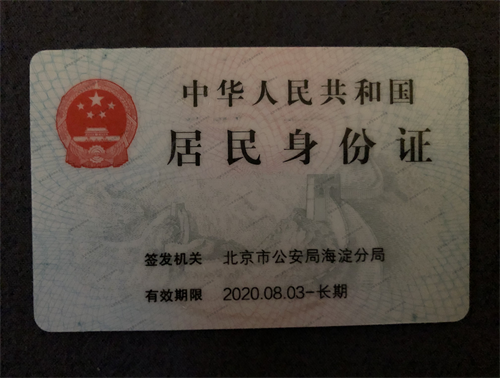 中华人民共和国
居民身份证
签发机关 北京市公安局海淀分局
有效期限 2020.08.03-长期